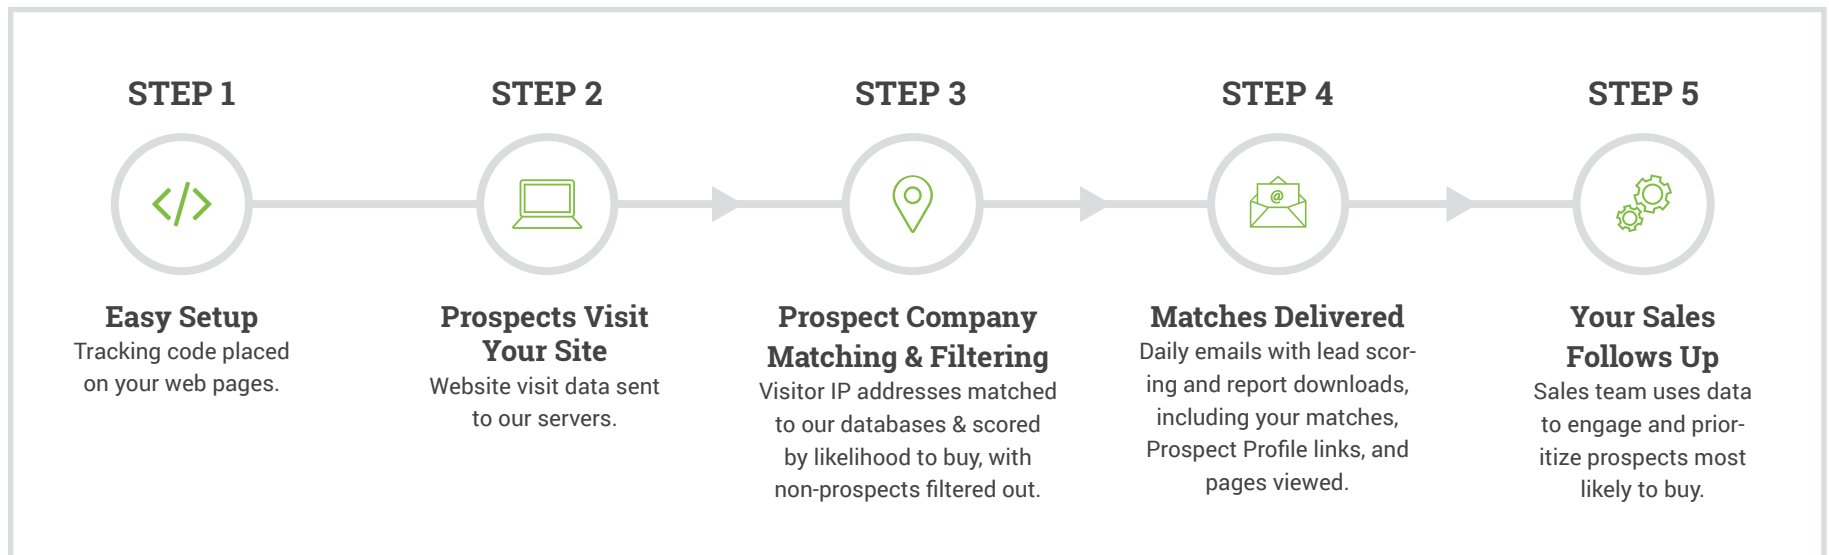 STEP 1
</>
Easy Setup
Tracking code placed
on your web pages.
STEP 2
Prospects Visit
Your Site
Website visit data sent
to our servers.
STEP 3
Prospect Company
Matching & Filtering
Visitor IP addresses matched
to our databases & scored
by likelihood to buy, with
non-prospects filtered out.
STEP 4
@
Matches Delivered
Daily emails with lead scor-
ing and report downloads,
including your matches,
Prospect Profile links, and
pages viewed.
STEP 5
Your Sales
Follows Up
Sales team uses data
to engage and prior-
itize prospects most
likely to buy.